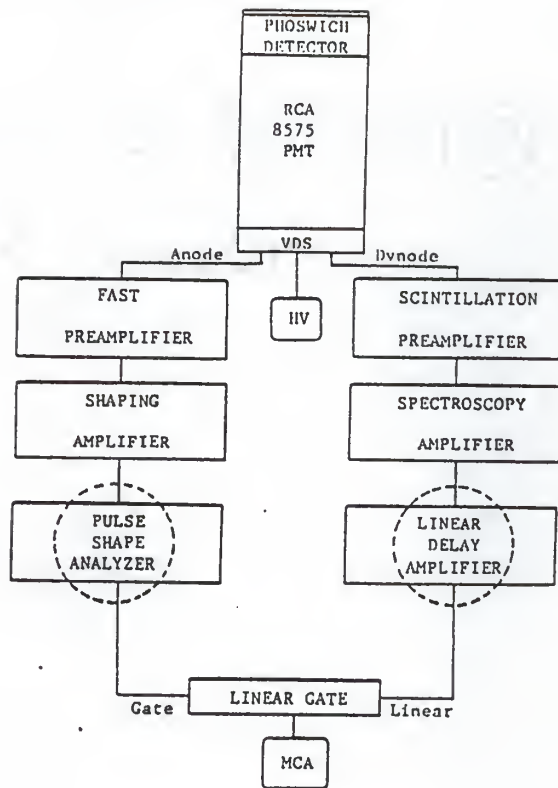 PHOSWICH
DETECTOR
RCA
8575
PMT
VDS
Anode
Dynode
HV
FAST
PREAMPLIFIER
SCINTILLATION
PREAMPLIFIER
SHAPING
AMPLIFIER
SPECTROSCOPY
AMPLIFIER
PULSE
SHAPE
ANALYZER
LINEAR
DELAY
AMPLIFIER
Gate
LINEAR GATE
Linear
MCA